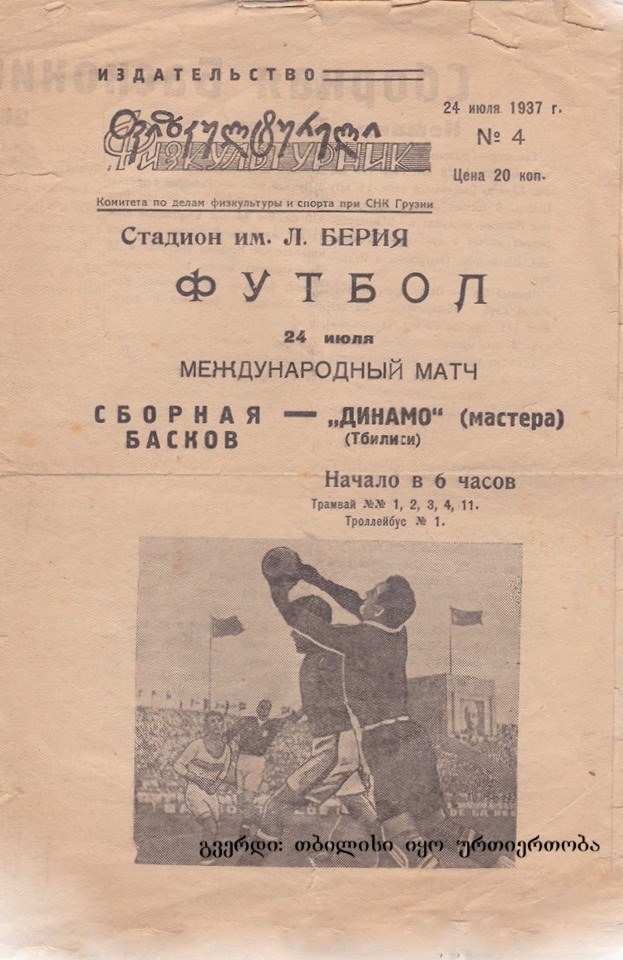 ИЗДАТЕЛЬСТВО
ფიზკულტურელი
ФИЗКУЛЬТУРНИК
Комитета по делам физкультуры и спорта при СНК Грузии
24 июля 1937 г.
№ 4
Цена 20 коп.
Стадион им. Л. БЕРИЯ
ФУТБОЛ
24 июля
МЕЖДУНАРОДНЫЙ МАТЧ
СБОРНАЯ БАСКОВ — „ДИНАМО“ (мастера)
(Тбилиси)
Начало в 6 часов
Трамвай №№ 1, 2, 3, 4, 11.
Троллейбус № 1.
გვერდი: თბილისი იყო ურთიერთობა